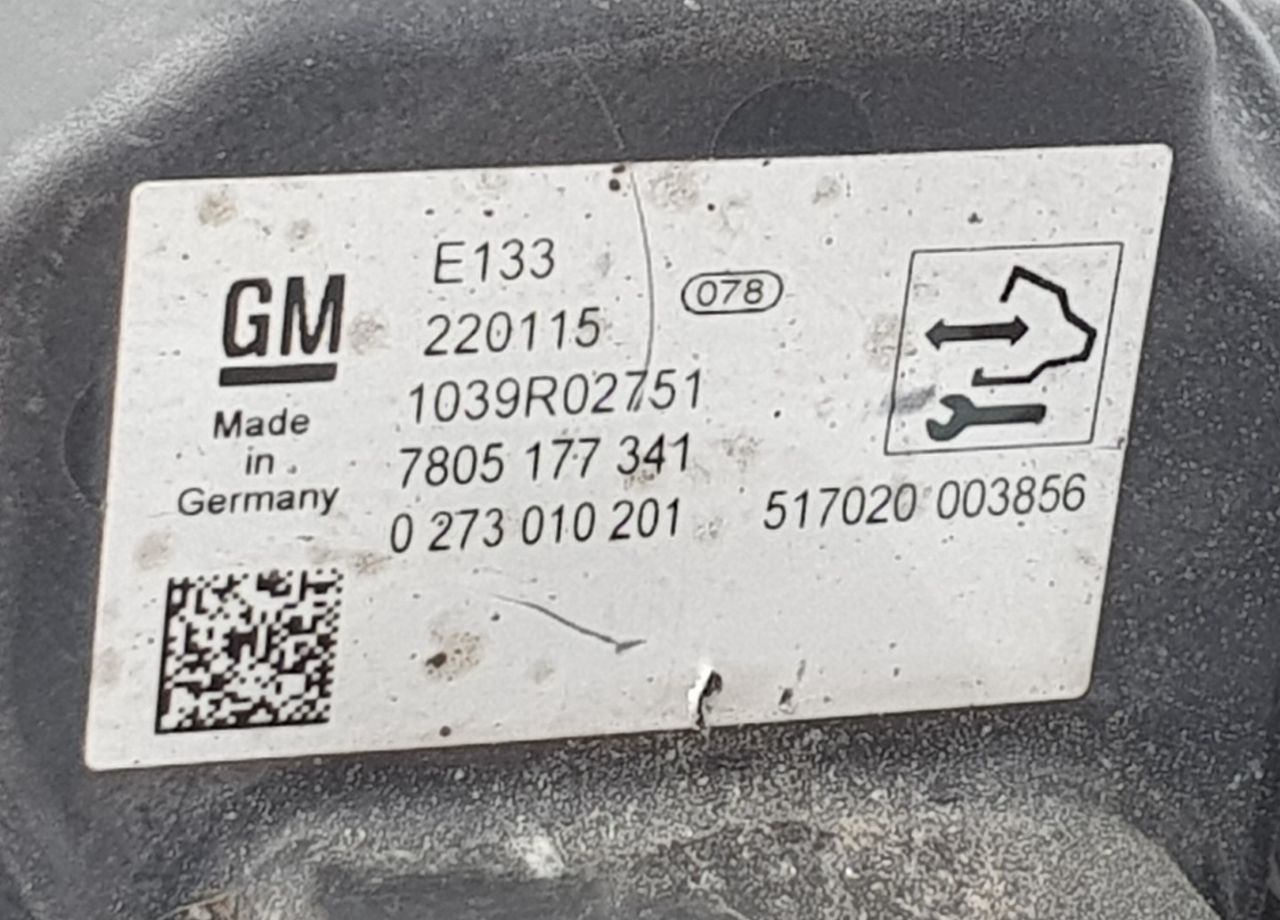 GM
Made
in
Germany
E133
220115
078
1039R02751
7805 177 341
0 273 010 201
517020 003856